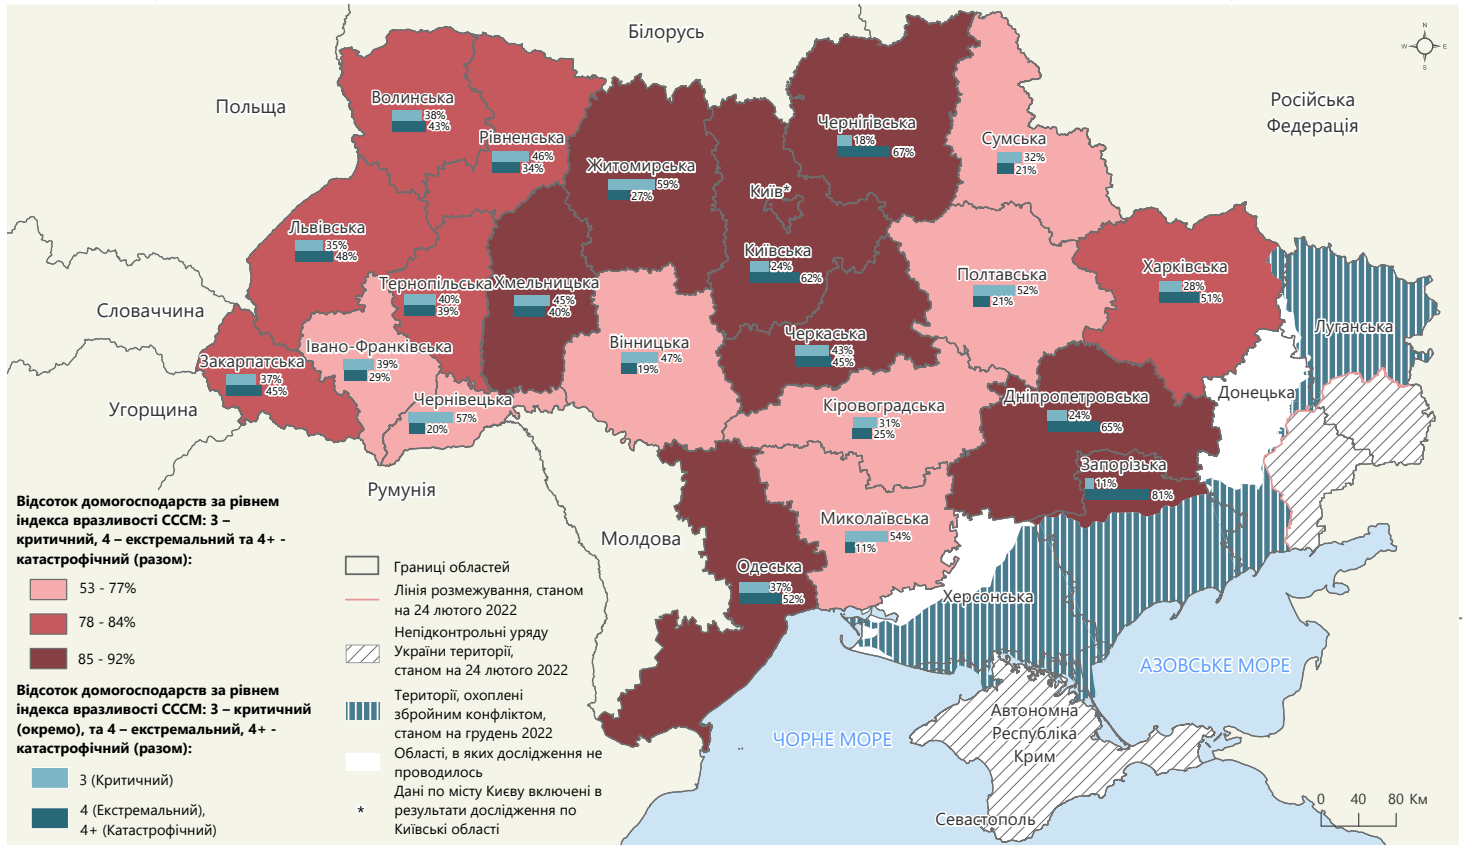 Білорусь
Польща
Російська
Федерація
Словаччина
Угорщина
Румунія
Молдова
N
W
E
S
Волинська
38%
43%
Рівненська
46%
34%
Житомирська
59%
27%
Київ*
Чернігівська
18%
67%
Сумська
32%
21%
Львівська
35%
48%
Тернопільська
40%
39%
Хмельницька
45%
40%
Київська
24%
62%
Полтавська
52%
21%
Харківська
28%
51%
Луганська
Закарпатська
37%
45%
Івано-Франківська
39%
29%
Чернівецька
57%
20%
Вінницька
47%
19%
Черкаська
43%
45%
Кіровоградська
31%
25%
Дніпропетровська
24%
65%
Донецька
Запорізька
11%
81%
Миколаївська
54%
11%
Одеська
37%
52%
Херсонська
АЗОВСЬКЕ МОРЕ
ЧОРНЕ МОРЕ
Автономна
Республіка
Крим
Севастополь
0 40 80 Км
Відсоток домогосподарств за рівнем
індекса вразливості СССМ: 3 –
критичний, 4 – екстремальний та 4+ -
катастрофічний (разом):
53 - 77%
78 - 84%
85 - 92%
Відсоток домогосподарств за рівнем
індекса вразливості СССМ: 3 – критичний
(окремо), та 4 – екстремальний, 4+ -
катастрофічний (разом):
3 (Критичний)
4 (Екстремальний),
4+ (Катастрофічний)
Границі областей
Лінія розмежування, станом
на 24 лютого 2022
Непідконтрольні уряду
України території,
станом на 24 лютого 2022
Території, охоплені
збройним конфліктом,
станом на грудень 2022
Області, в яких дослідження не
проводилось
*
Дані по місту Києву включені в
результати дослідження по
Київські області